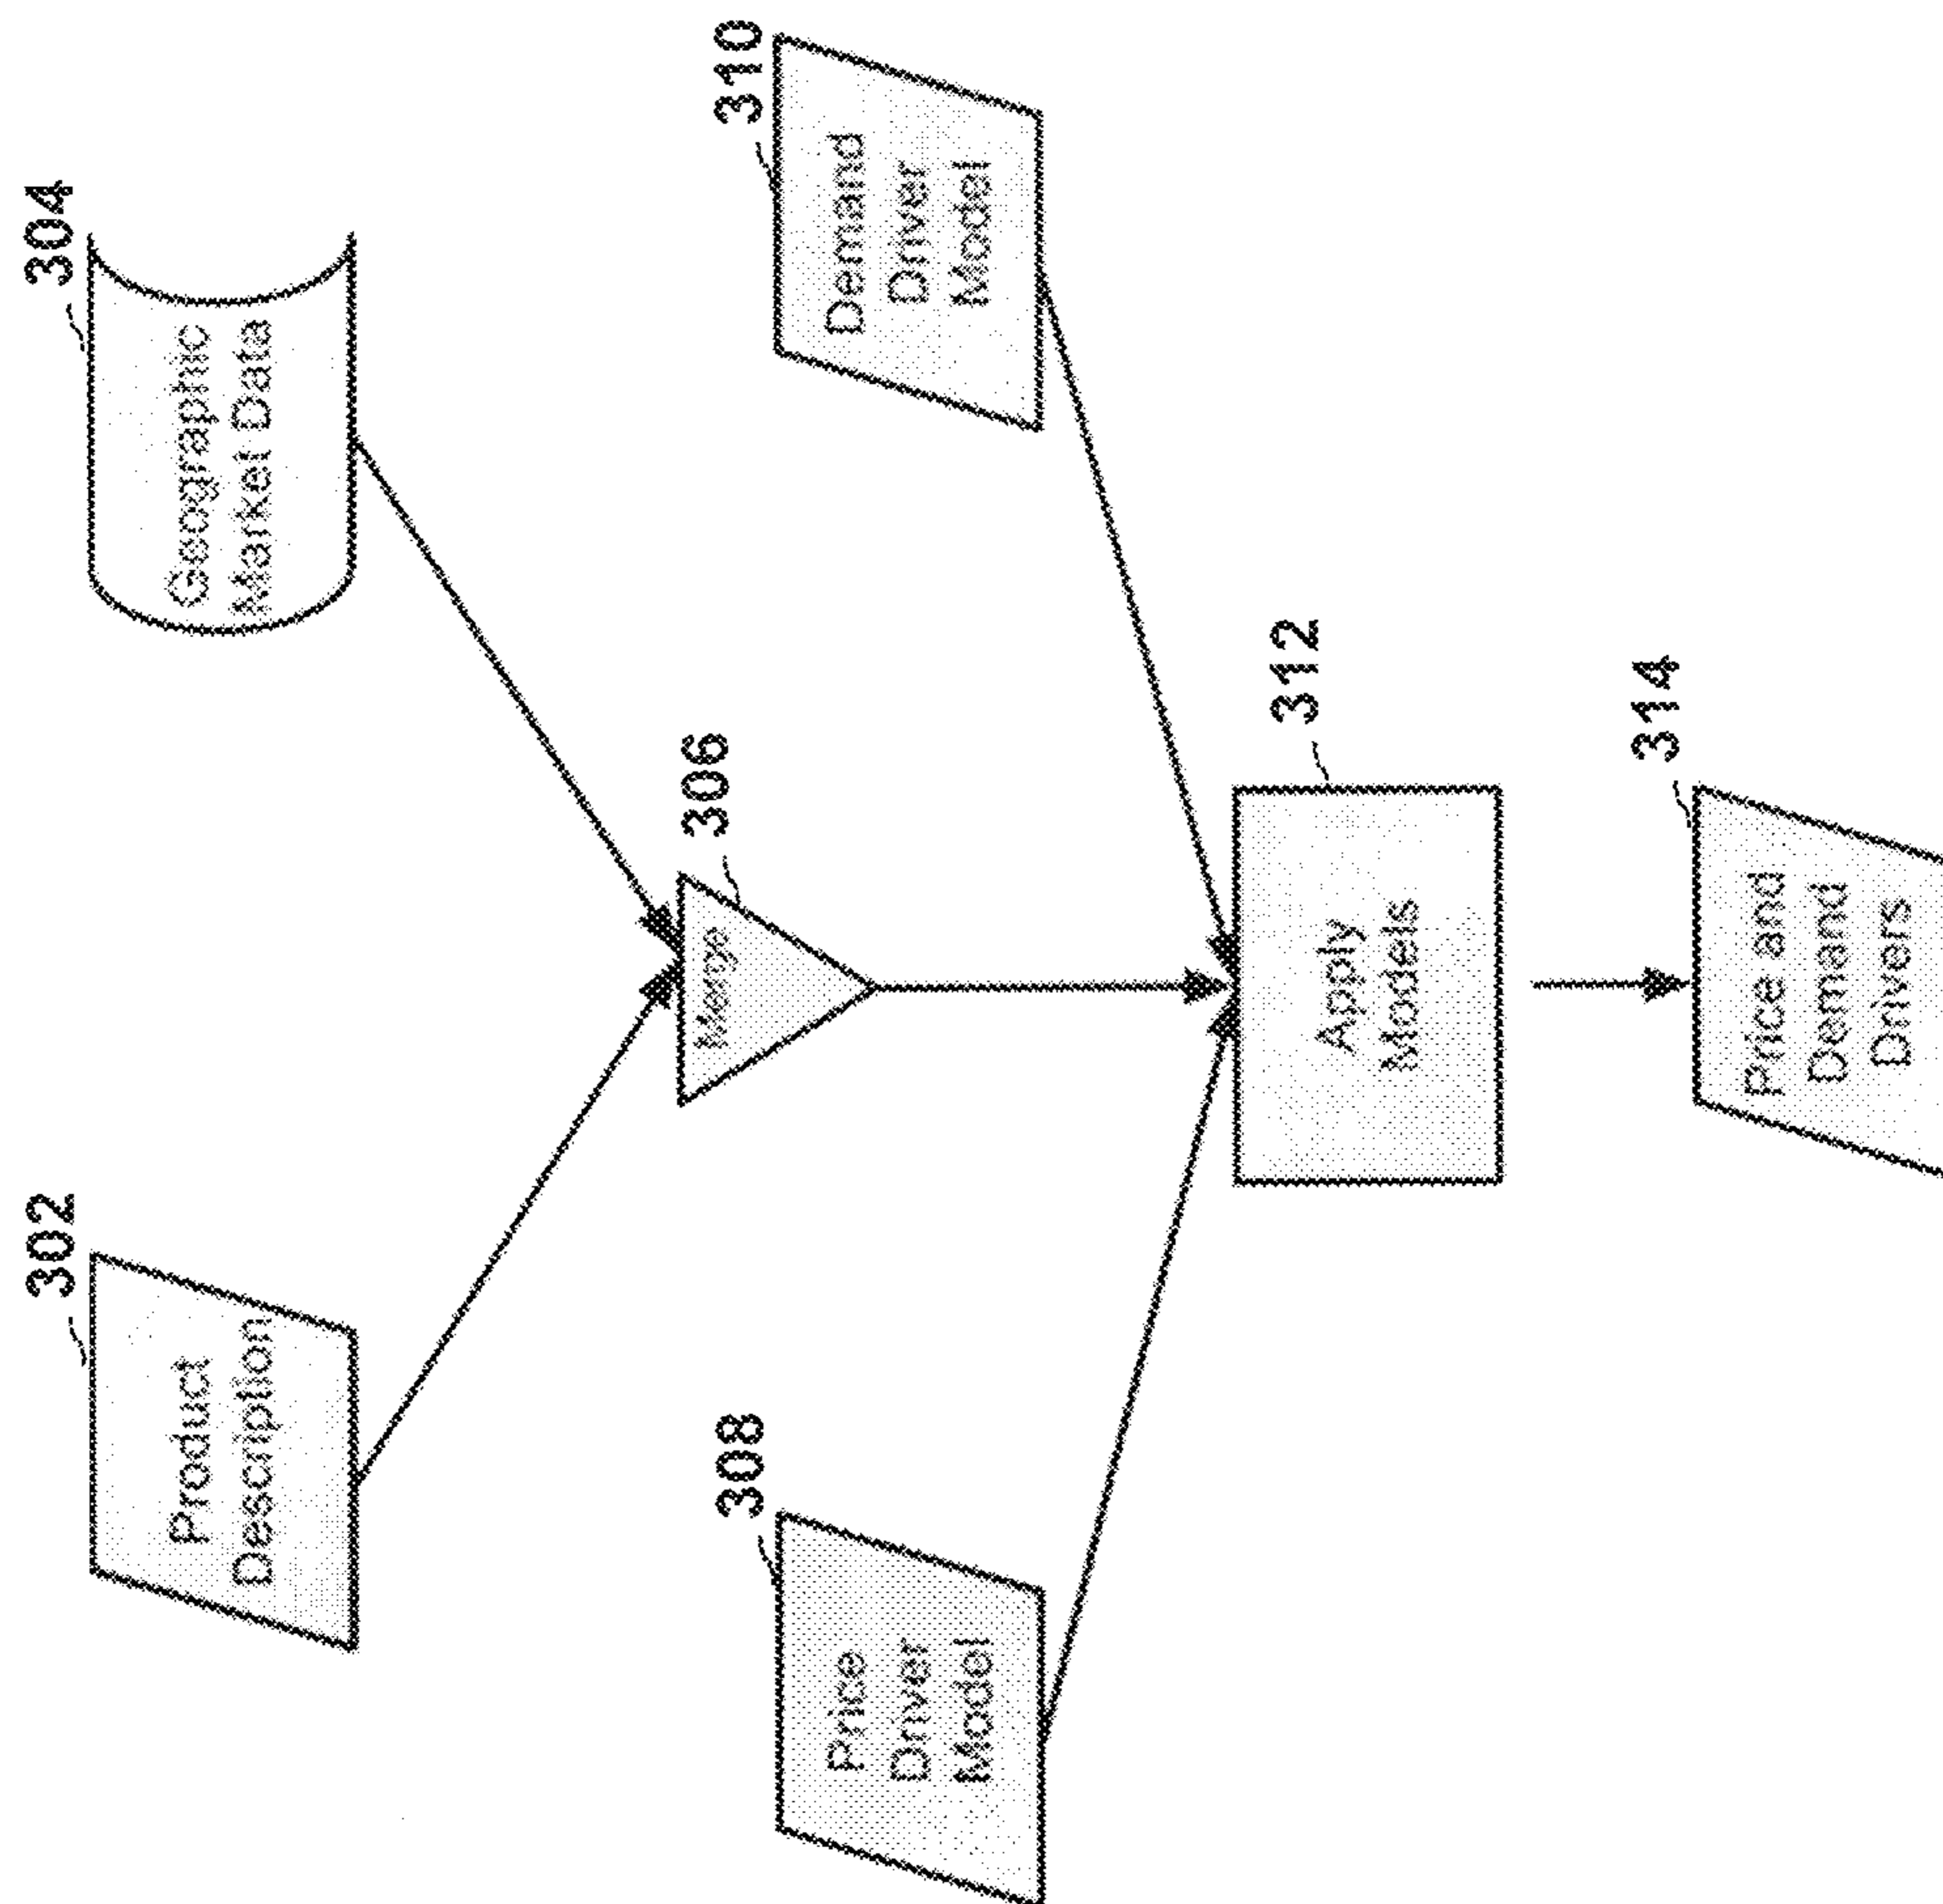 302
Product
Description
304
Geographic
Market Data
306
Merge
308
Price
Driver
Model
310
Demand
Driver
Model
312
Apply
Models
314
Price and
Demand
Drivers